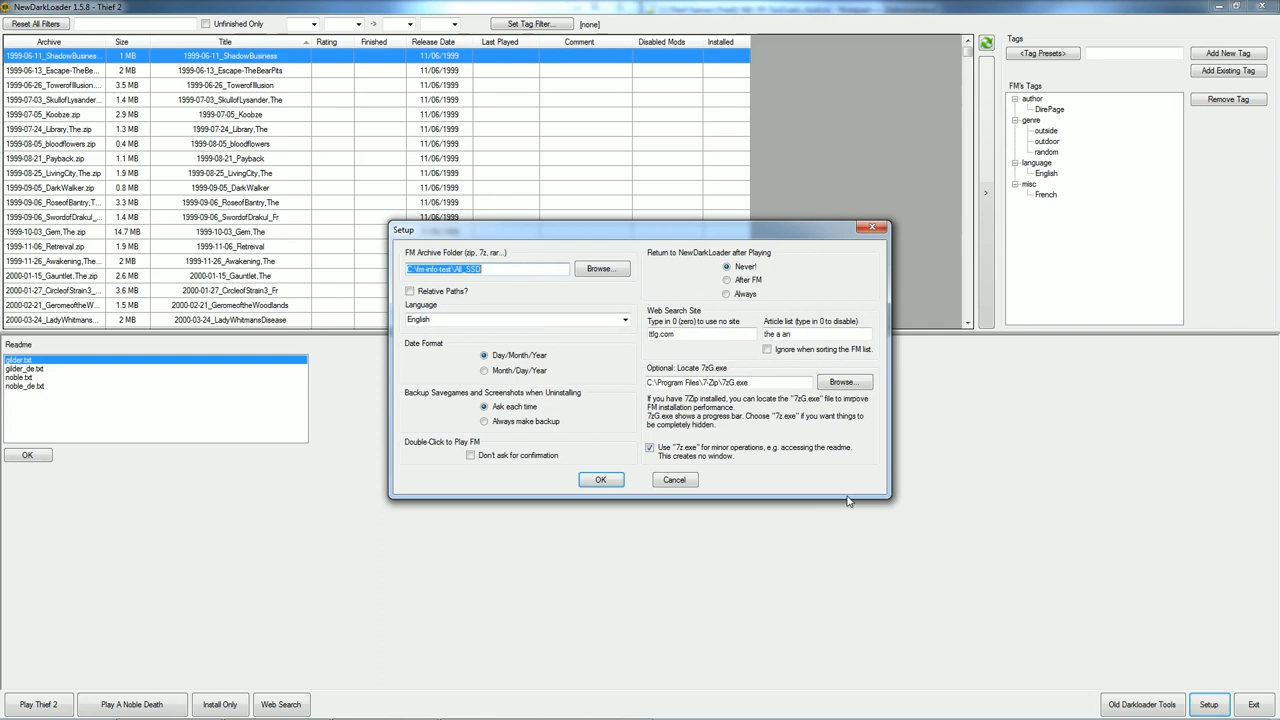 NewDarkLoader 1.5.8 - Thief 2
Reset All Filters
Unfinished Only
->
Set Tag Filter...
[none]
Archive Size Title Rating Finished Release Date Last Played Comment Disabled Mods Installed
1999-06-11_ShadowBusines... 1 MB 1999-06-11_ShadowBusiness 11/06/1999
1999-06-13_Escape-TheBe... 2 MB 1999-06-13_Escape-TheBearPits 11/06/1999
1999-06-26_TowerofIllusion.... 3.5 MB 1999-06-26_TowerofIllusion 11/06/1999
1999-07-03_SkullofLysander... 1.4 MB 1999-07-03_SkullofLysander,The 11/06/1999
1999-07-05_Koobze.zip 2.9 MB 1999-07-05_Koobze 11/06/1999
1999-07-24_Library,The.zip 1.3 MB 1999-07-24_Library,The 11/06/1999
1999-08-05_bloodflowers.zip 0.4 MB 1999-08-05_bloodflowers 11/06/1999
1999-08-21_Payback.zip 1.1 MB 1999-08-21_Payback 11/06/1999
1999-08-21_LivingCity,The.zip 1.2 MB 1999-08-21_LivingCity,The 11/06/1999
1999-09-05_DarkWalker.zip 0.8 MB 1999-09-05_DarkWalker 11/06/1999
1999-09-06_RoseofBantry,T... 3.2 MB 1999-09-06_RoseofBantry,The 11/06/1999
1999-09-06_SwordofDrakul_... 1.4 MB 1999-09-06_SwordofDrakul_Fr 11/06/1999
1999-10-03_Gem,The.zip 14.7 MB 1999-10-03_Gem,The
1999-11-06_Retreival.zip 1.9 MB 1999-11-06_Retreival
1999-11-26_Awakening,The... 2 MB 1999-11-26_Awakening,The
2000-01-15_Gauntlet,The.zip 2.6 MB 2000-01-15_Gauntlet,The
2000-01-27_CircleofStrain3_... 3.6 MB 2000-01-27_CircleofStrain3_Fr
2000-02-22_GeromeoftheWo... 1.5 MB 2000-02-22_GeromeoftheWoodlands
2000-03-24_LadyWhitmans... 2 MB 2000-03-24_LadyWhitmansDisease
Tags
<Tag Presets>
Add New Tag
Add Existing Tag
Remove Tag
FM's Tags
author
DirePage
genre
outside
outdoor
random
language
English
misc
French
Setup
FM Archive Folder (zip, 7z, rar...)
C:\fm-info-test\All_SSD
Browse...
Relative Paths?
Language
English
Date Format
Day/Month/Year
Month/Day/Year
Backup Savegames and Screenshots when Uninstalling
Ask each time
Always make backup
Double-Click to Play FM
Don't ask for confirmation
Return to NewDarkLoader after Playing
Never!
After FM
Always
Web Search Site
Type in 0 (zero) to use no site
Article list (type in 0 to disable)
ttlg.com
the a an
Ignore when sorting the FM list.
Optional: Locate 7zG.exe
C:\Program Files\7-Zip\7zG.exe
Browse...
If you have 7Zip installed, you can locate the "7zG.exe" file to improve
FM installation performance.
7zG.exe shows a progress bar. Choose "7z.exe" if you want things to
be completely hidden.
Use "7z.exe" for minor operations, e.g. accessing the readme.
This creates no window.
OK
Cancel
Readme
gilder.txt
gilder_de.txt
noble.txt
noble_de.txt
OK
Play Thief 2
Play A Noble Death
Install Only
Web Search
Old Darkloader Tools
Setup
Exit